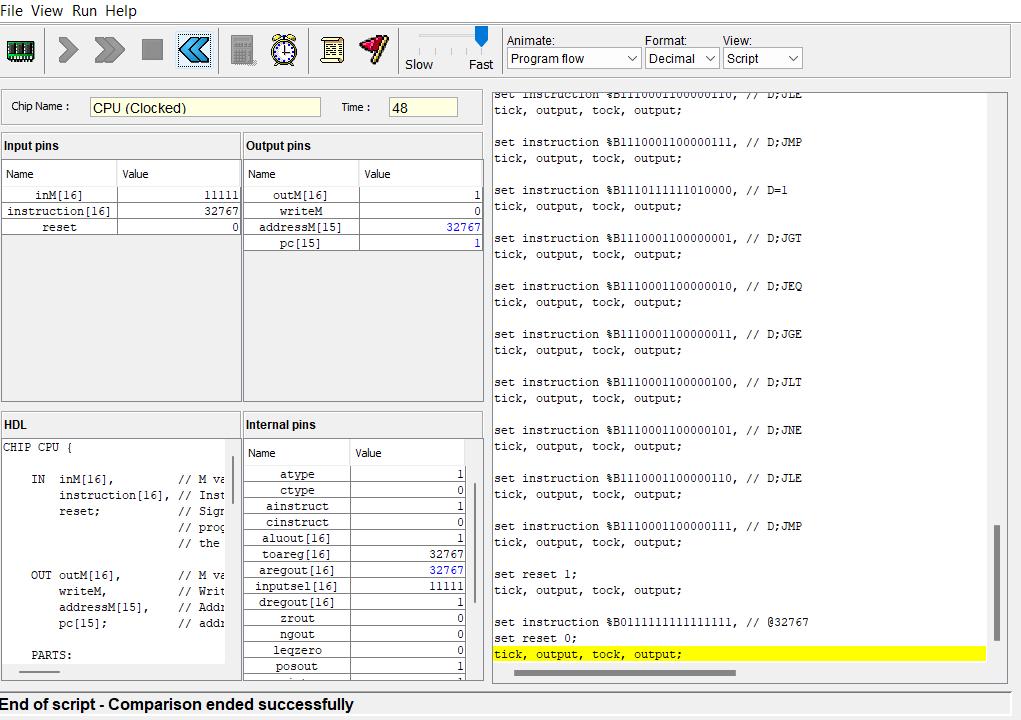 File View Run Help
Animate: Format: View:
Slow Fast Program flow Decimal Script
Chip Name : CPU (Clocked) Time : 48
Input pins
Name Value
inM[16] 11111
instruction[16] 32767
reset 0
Output pins
Name Value
outM[16] 1
writeM 0
addressM[15] 32767
pc[15] 1
HDL
CHIP CPU {
IN inM[16], // M va
instruction[16], // Inst
reset; // Sign
// prog
// the
OUT outM[16], // M va
writeM, // Writ
addressM[15], // Addr
pc[15]; // addr
PARTS:
Internal pins
Name Value
atype 1
ctype 0
ainstruct 1
cinstruct 0
aluout[16] 1
toareg[16] 32767
aregout[16] 32767
inputsel[16] 11111
dregout[16] 1
zrout 0
ngout 0
leqzero 0
posout 1
set instruction %B1110001100000110, // D;JLE
tick, output, tock, output;
set instruction %B1110001100000111, // D;JMP
tick, output, tock, output;
set instruction %B1110111111010000, // D=1
tick, output, tock, output;
set instruction %B1110001100000001, // D;JGT
tick, output, tock, output;
set instruction %B1110001100000010, // D;JEQ
tick, output, tock, output;
set instruction %B1110001100000011, // D;JGE
tick, output, tock, output;
set instruction %B1110001100000100, // D;JLT
tick, output, tock, output;
set instruction %B1110001100000101, // D;JNE
tick, output, tock, output;
set instruction %B1110001100000110, // D;JLE
tick, output, tock, output;
set instruction %B1110001100000111, // D;JMP
tick, output, tock, output;
set reset 1;
tick, output, tock, output;
set instruction %B0111111111111111, // @32767
set reset 0;
tick, output, tock, output;
End of script - Comparison ended successfully